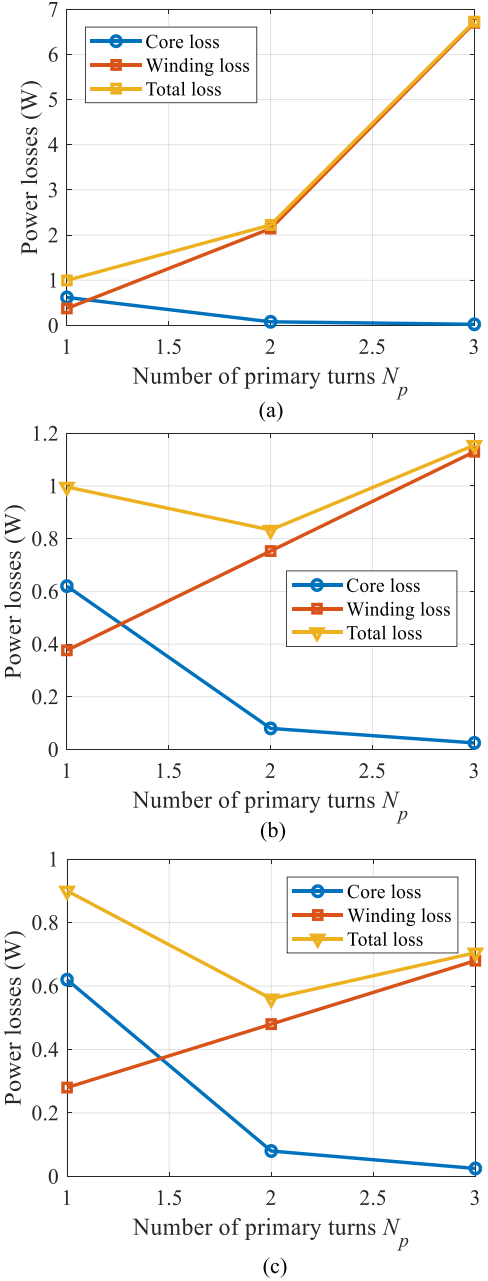 7
6
5
4
3
2
1
0
Power losses (W)
Core loss
Winding loss
Total loss
1 1.5 2 2.5 3
Number of primary turns N_p
(a)
1.2
1
0.8
0.6
0.4
0.2
0
Power losses (W)
Core loss
Winding loss
Total loss
1 1.5 2 2.5 3
Number of primary turns N_p
(b)
1
0.8
0.6
0.4
0.2
0
Power losses (W)
Core loss
Winding loss
Total loss
1 1.5 2 2.5 3
Number of primary turns N_p
(c)